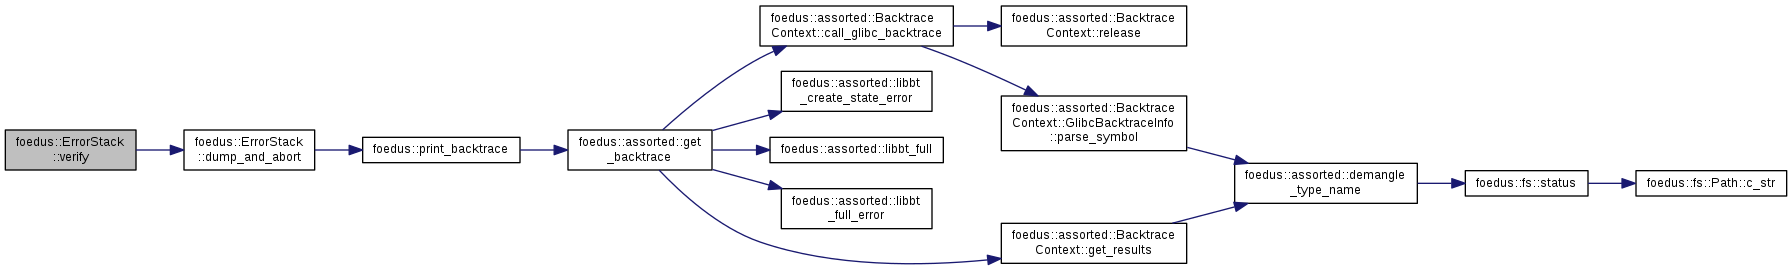 foedus::ErrorStack
::verify
foedus::ErrorStack
::dump_and_abort
foedus::print_backtrace
foedus::assorted::get
_backtrace
foedus::assorted::Backtrace
Context::call_glibc_backtrace
foedus::assorted::libbt
_create_state_error
foedus::assorted::libbt_full
foedus::assorted::libbt
_full_error
foedus::assorted::Backtrace
Context::release
foedus::assorted::Backtrace
Context::GlibcBacktraceInfo
::parse_symbol
foedus::assorted::Backtrace
Context::get_results
foedus::assorted::demangle
_type_name
foedus::fs::status
foedus::fs::Path::c_str